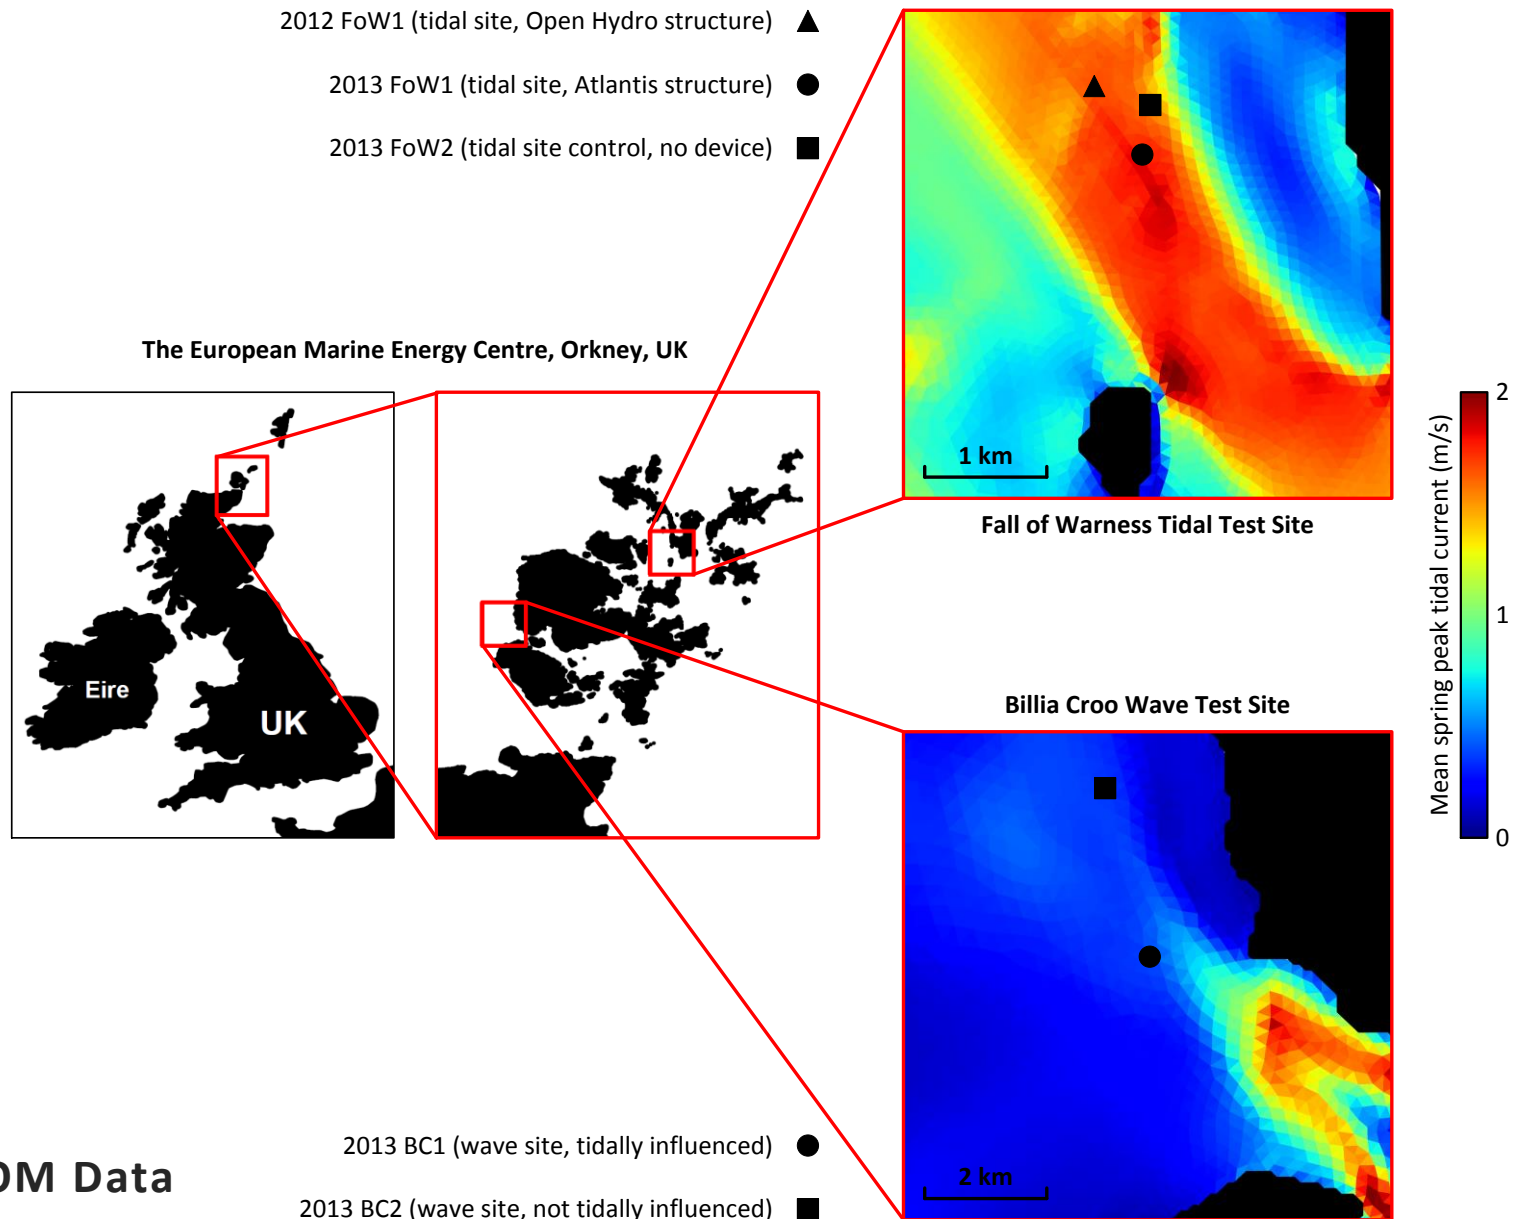 2012 FoW1 (tidal site, Open Hydro structure)
2013 FoW1 (tidal site, Atlantis structure)
2013 FoW2 (tidal site control, no device)
1 km
Fall of Warness Tidal Test Site
The European Marine Energy Centre, Orkney, UK
Eire
UK
Billia Croo Wave Test Site
2 km
2
1
0
Mean spring peak tidal current (m/s)
2013 BC1 (wave site, tidally influenced)
OM Data
2013 BC2 (wave site, not tidally influenced)